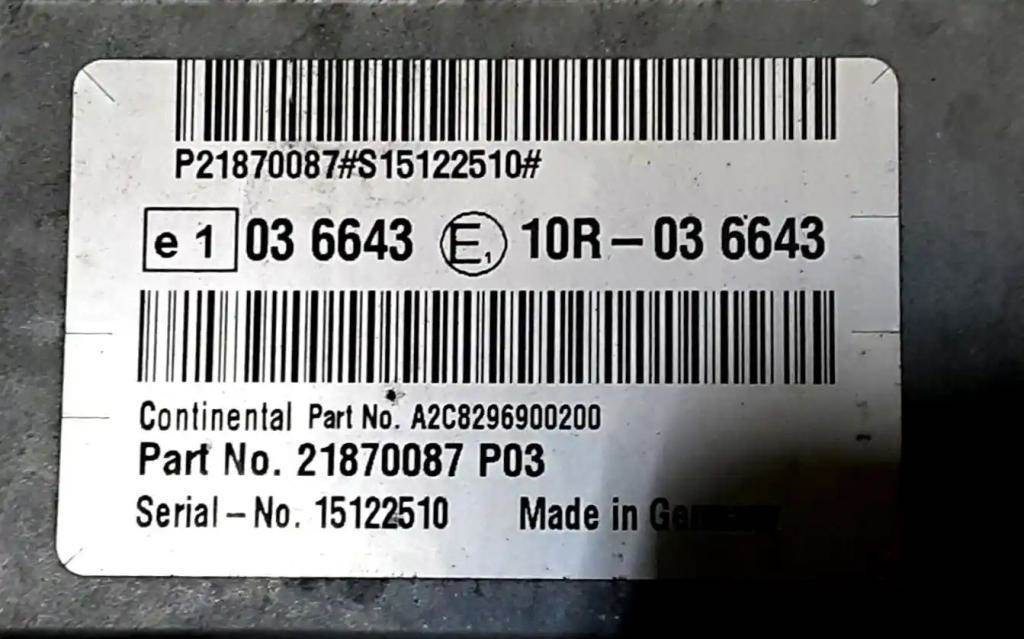 P21870087#S15122510#
e 1 03 6643 E1 10R – 03 6643
Continental Part No. A2C8296900200
Part No. 21870087 P03
Serial – No. 15122510 Made in Germany